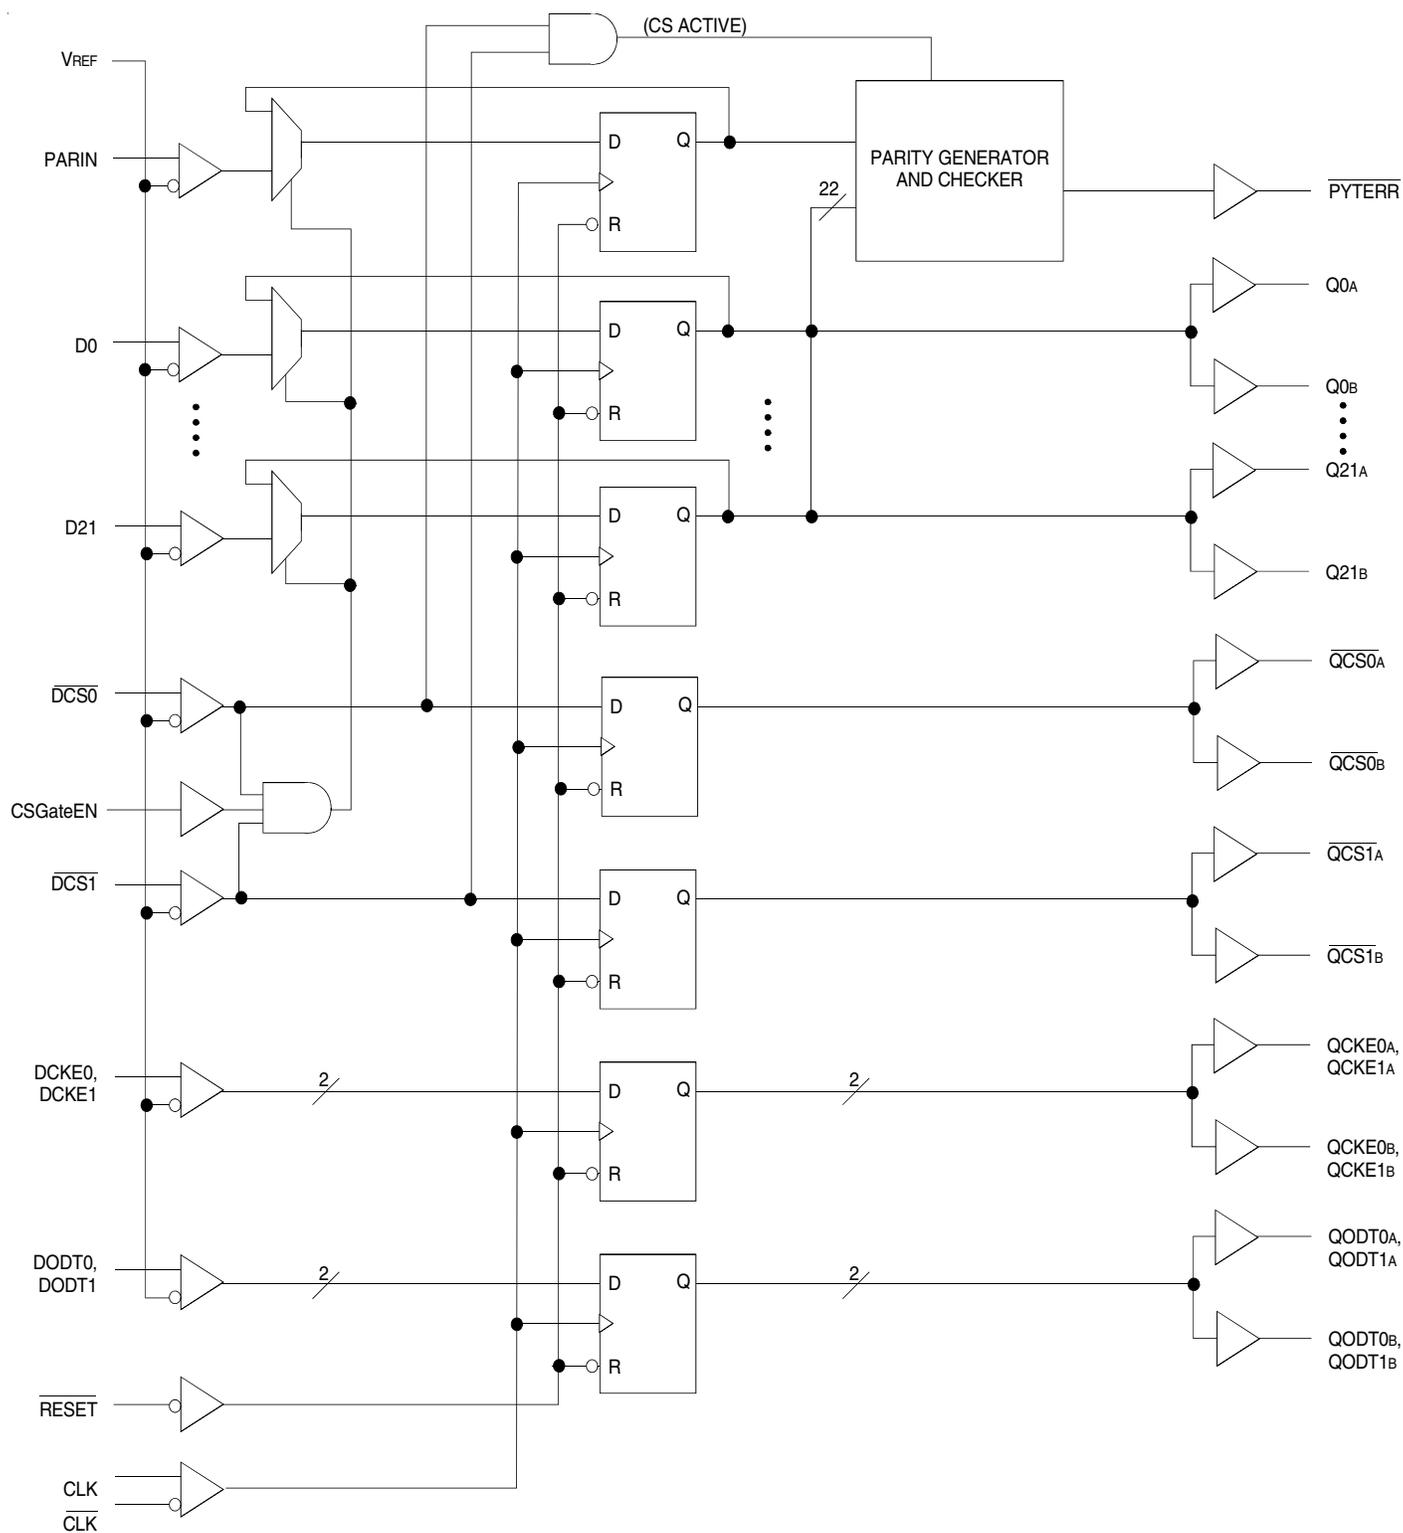 (CS ACTIVE)
VREF
PARIN
D Q
R
PARITY GENERATOR
AND CHECKER
22
PYTERR
D0
D Q
R
Q0A
Q0B
D21
D Q
R
Q21A
Q21B
DCS0
D Q
R
QCS0A
QCS0B
CSGateEN
DCS1
D Q
R
QCS1A
QCS1B
DCKE0,
DCKE1
2
D Q
R
2
QCKE0A,
QCKE1A
QCKE0B,
QCKE1B
DODT0,
DODT1
2
D Q
R
2
QODT0A,
QODT1A
QODT0B,
QODT1B
RESET
CLK
CLK